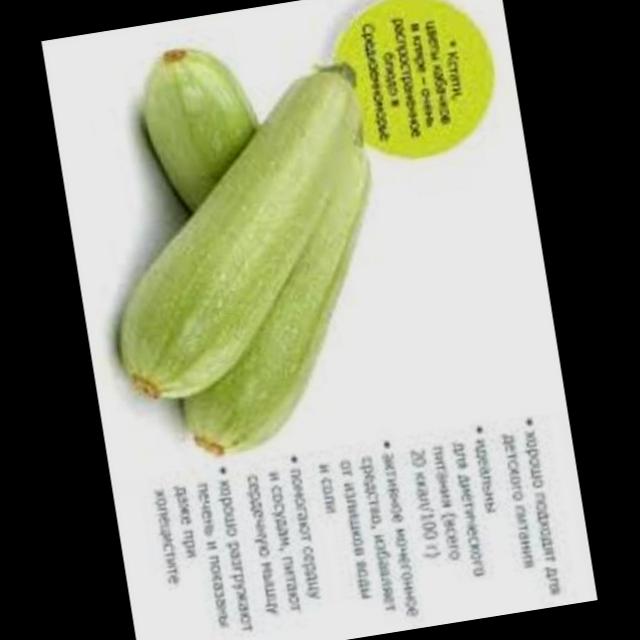 * Кстати,
цветы кабачков
в кляре – очень
распространенное
блюдо в
Средиземноморье
• хорошо подходят для
детского питания
• идеальны
для диетического
питания (всего
20 ккал/100 г)
• активное мочегонное
средство, избавляет
от излишков воды
и соли
• помогают сердцу
и сосудам, питают
сердечную мышцу
• хорошо разгружают
печень и показаны
даже при
холецистите